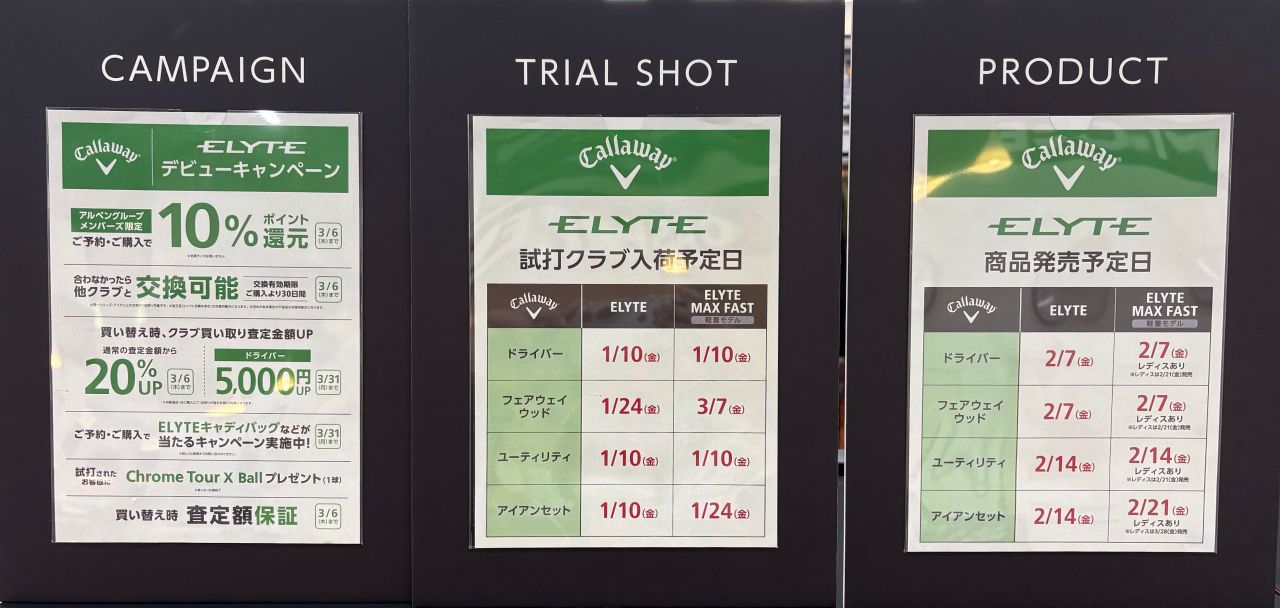 CAMPAIGN
Callaway
ELYTE
デビューキャンペーン
アルペングループ
メンバーズ限定
ご予約・ご購入で
10%
ポイント
還元
3/6
(木)まで
合わなかったら
他クラブと
交換可能
交換有効期限
ご購入より30日間
3/6
(木)まで
買い替え時、クラブ買い取り査定金額UP
通常の査定金額から
20%UP
3/6
(木)まで
ドライバー
5,000円UP
3/31
(月)まで
ご予約・ご購入で
ELYTEキャディバッグなどが
当たるキャンペーン実施中!
3/31
(月)まで
試打された
お客様に
Chrome Tour X Ball プレゼント(1球)
買い替え時 査定額保証
3/6
(木)まで
TRIAL SHOT
Callaway
ELYTE
試打クラブ入荷予定日
Callaway
ELYTE
ELYTE
MAX FAST
軽量モデル
ドライバー
1/10(金)
1/10(金)
フェアウェイ
ウッド
1/24(金)
3/7(金)
ユーティリティ
1/10(金)
1/10(金)
アイアンセット
1/10(金)
1/24(金)
PRODUCT
Callaway
ELYTE
商品発売予定日
Callaway
ELYTE
ELYTE
MAX FAST
軽量モデル
ドライバー
2/7(金)
2/7(金)
レディスあり
※レディスは2/21(金)発売
フェアウェイ
ウッド
2/7(金)
2/7(金)
レディスあり
※レディスは2/21(金)発売
ユーティリティ
2/14(金)
2/14(金)
レディスあり
※レディスは2/21(金)発売
アイアンセット
2/14(金)
2/21(金)
レディスあり
※レディスは3/28(金)発売